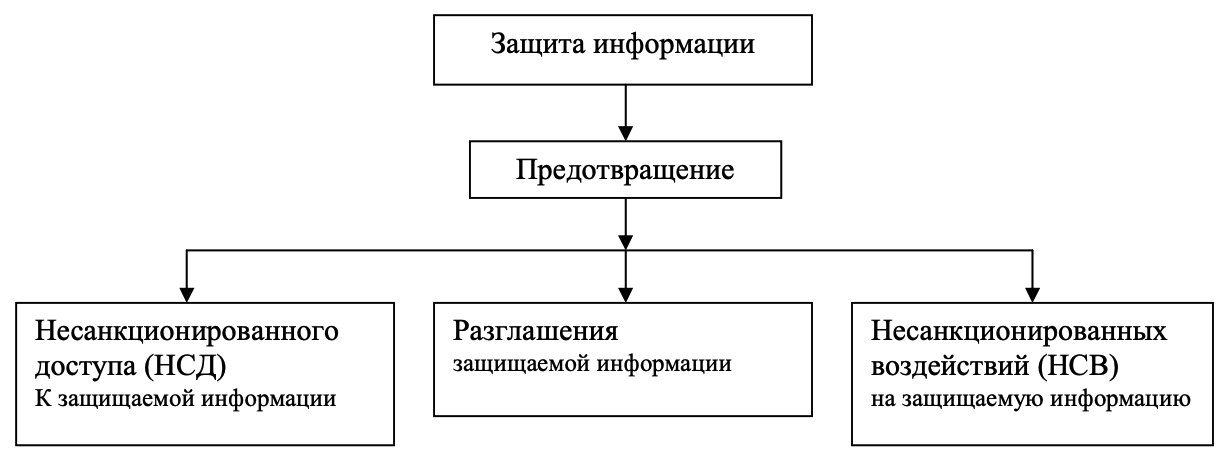 Защита информации
Предотвращение
Несанкционированного
доступа (НСД)
К защищаемой информации
Разглашения
защищаемой информации
Несанкционированных
воздействий (НСВ)
на защищаемую информацию